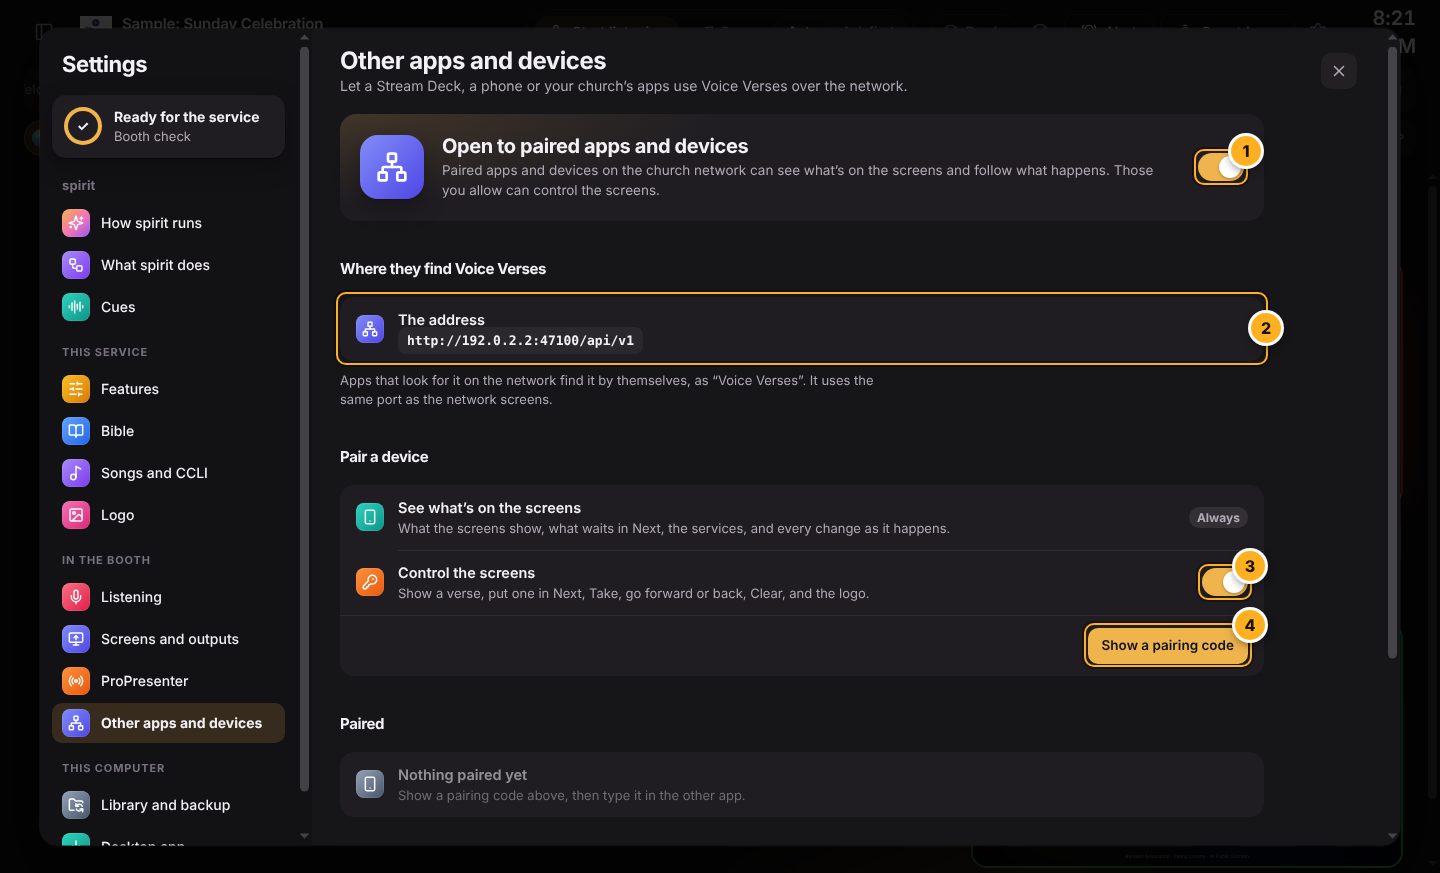 Sample: Sunday Celebration
8:21
Settings
Ready for the service
Booth check
spirit
How spirit runs
What spirit does
Cues
THIS SERVICE
Features
Bible
Songs and CCLI
Logo
IN THE BOOTH
Listening
Screens and outputs
ProPresenter
Other apps and devices
THIS COMPUTER
Library and backup
Desktop app
Other apps and devices
Let a Stream Deck, a phone or your church’s apps use Voice Verses over the network.
Open to paired apps and devices
Paired apps and devices on the church network can see what’s on the screens and follow what happens. Those
you allow can control the screens.
1
Where they find Voice Verses
The address
http://192.0.2.2:47100/api/v1
2
Apps that look for it on the network find it by themselves, as “Voice Verses”. It uses the
same port as the network screens.
Pair a device
See what’s on the screens
What the screens show, what waits in Next, the services, and every change as it happens.
Always
Control the screens
Show a verse, put one in Next, Take, go forward or back, Clear, and the logo.
3
Show a pairing code
4
Paired
Nothing paired yet
Show a pairing code above, then type it in the other app.